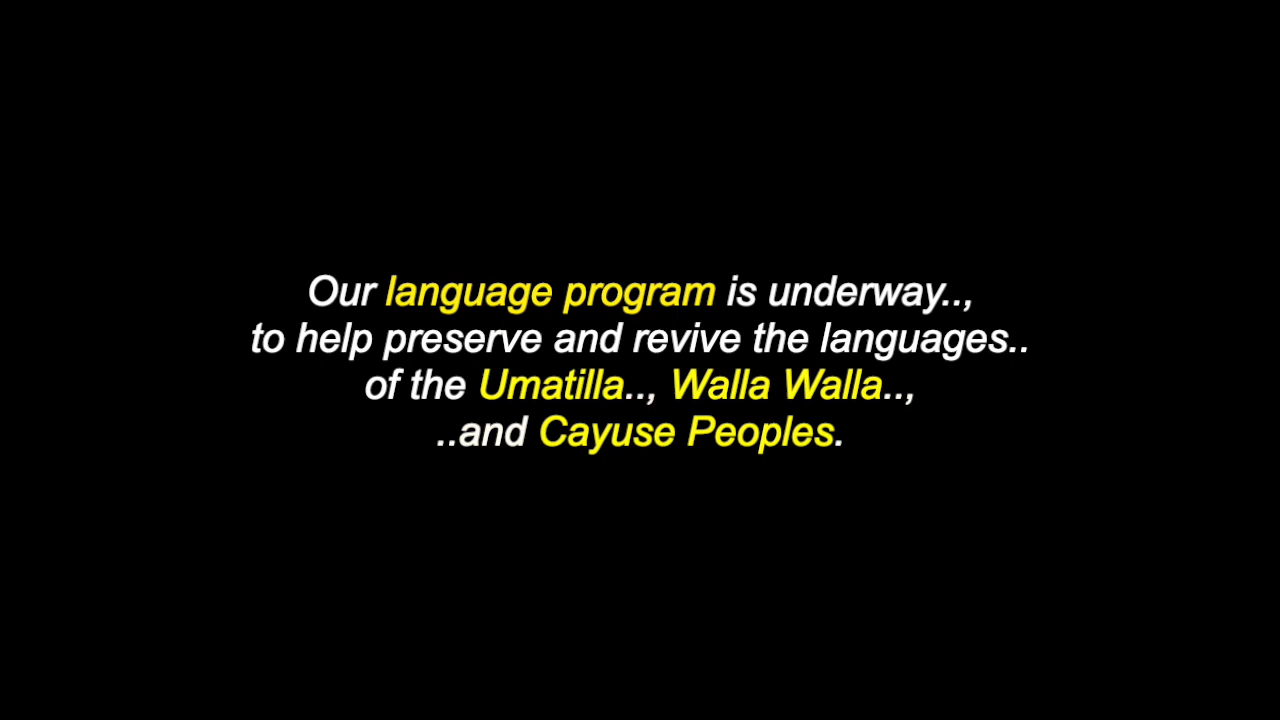 Our language program is underway..,
to help preserve and revive the languages..
of the Umatilla.., Walla Walla..,
..and Cayuse Peoples.